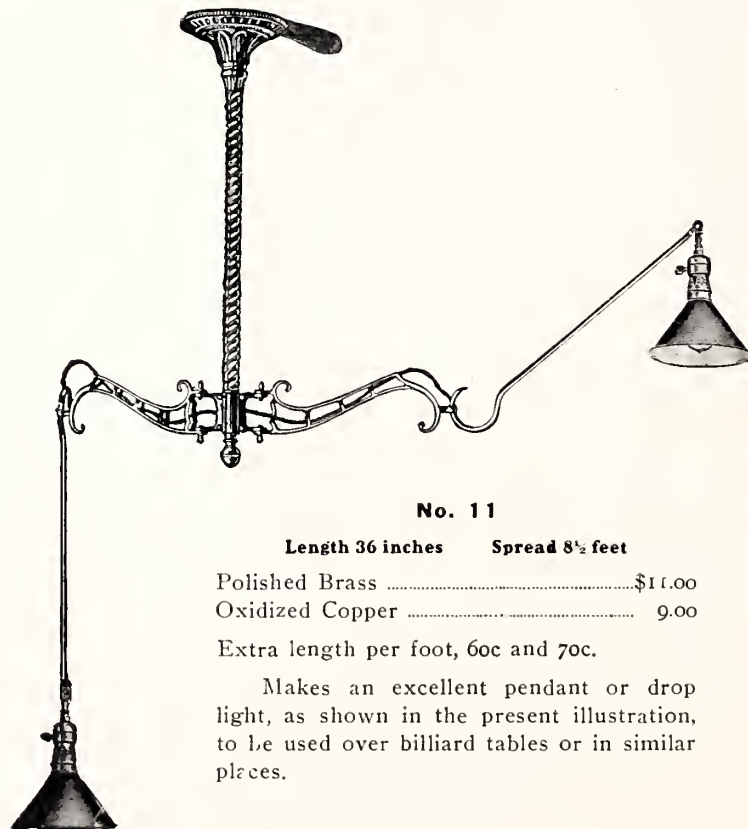 No. 11
Length 36 inches Spread 8½ feet
Polished Brass ........................ $11.00
Oxidized Copper ........................ 9.00
Extra length per foot, 60c and 70c.
Makes an excellent pendant or drop
light, as shown in the present illustration,
to be used over billiard tables or in similar
places.